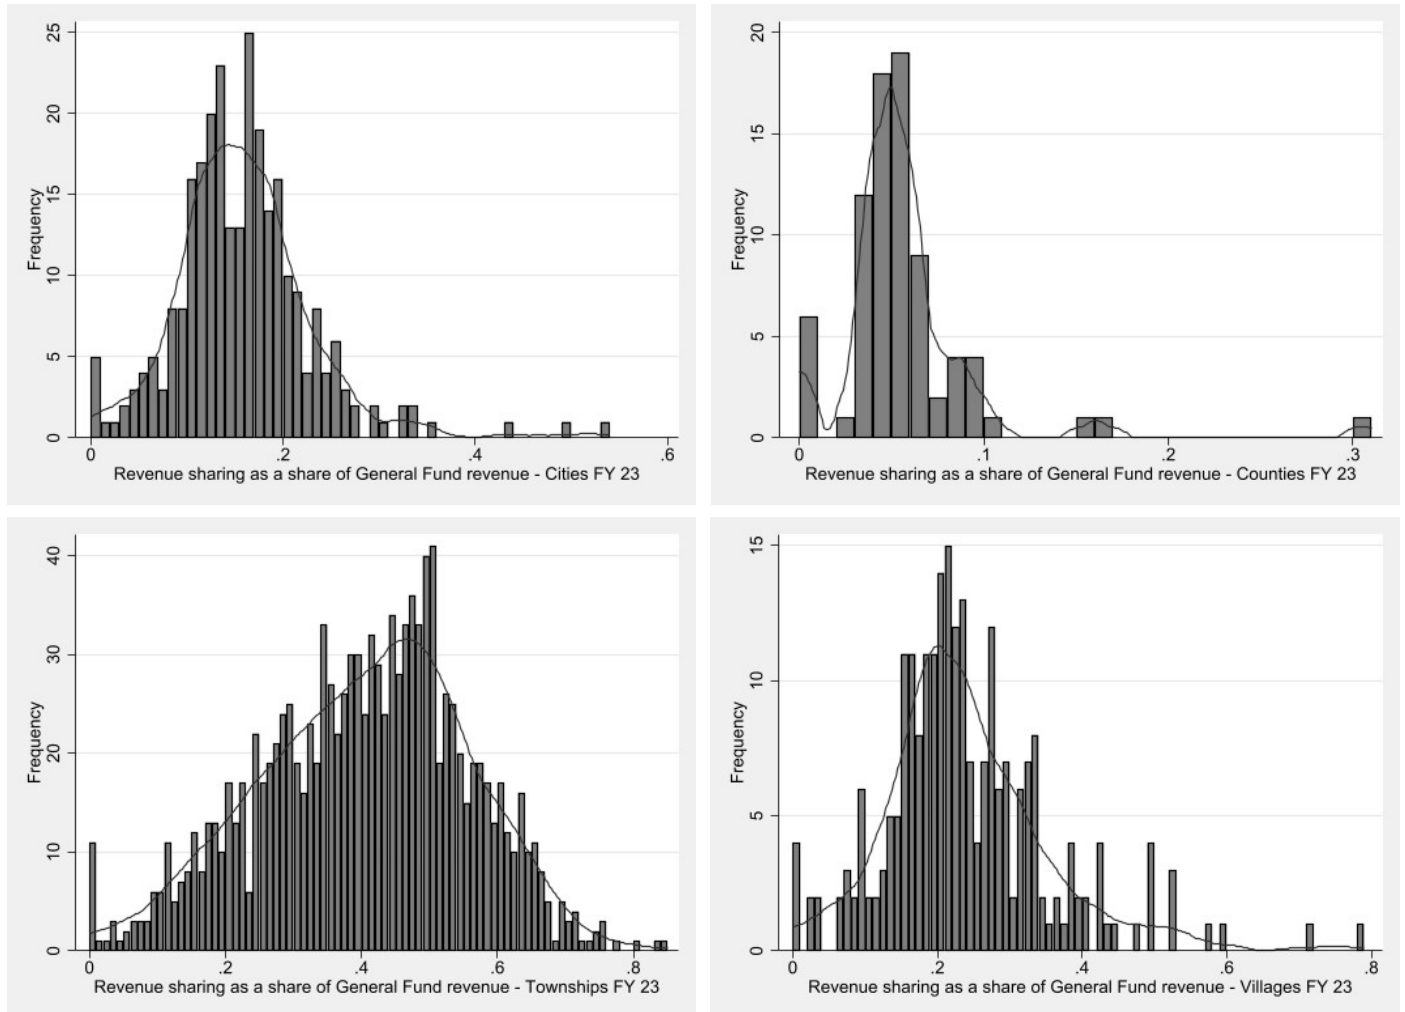 25
20
15
10
5
0
Frequency
0 .2 .4 .6
Revenue sharing as a share of General Fund revenue - Cities FY 23
20
15
10
5
0
Frequency
0 .1 .2 .3
Revenue sharing as a share of General Fund revenue - Counties FY 23
40
30
20
10
0
Frequency
0 .2 .4 .6 .8
Revenue sharing as a share of General Fund revenue - Townships FY 23
15
10
5
0
Frequency
0 .2 .4 .6 .8
Revenue sharing as a share of General Fund revenue - Villages FY 23